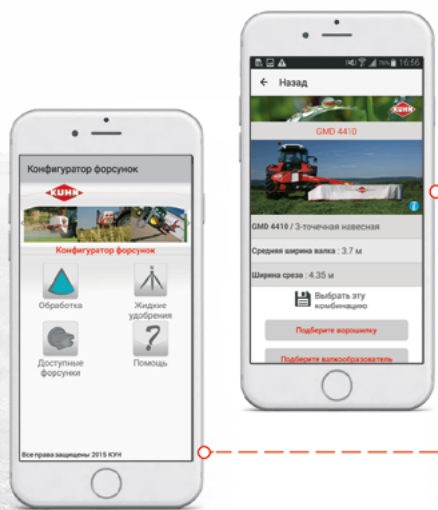 Конфигуратор форсунок
KUHN
Конфигуратор форсунок
Обработка
Жидкие
удобрения
Доступные
форсунки
Помощь
Все права защищены 2015 КУН
76% 16:56
Назад
KUHN
GMD 4410
GMD 4410 / 3-точечная навесная
Средняя ширина валка : 3.7 м
Ширина среза : 4.35 м
Выбрать эту
комбинацию
Подберите ворошилку
Подберите валкообразователь